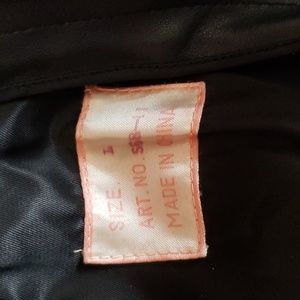 SIZE. L
ART. NO.
MADE IN CHINA